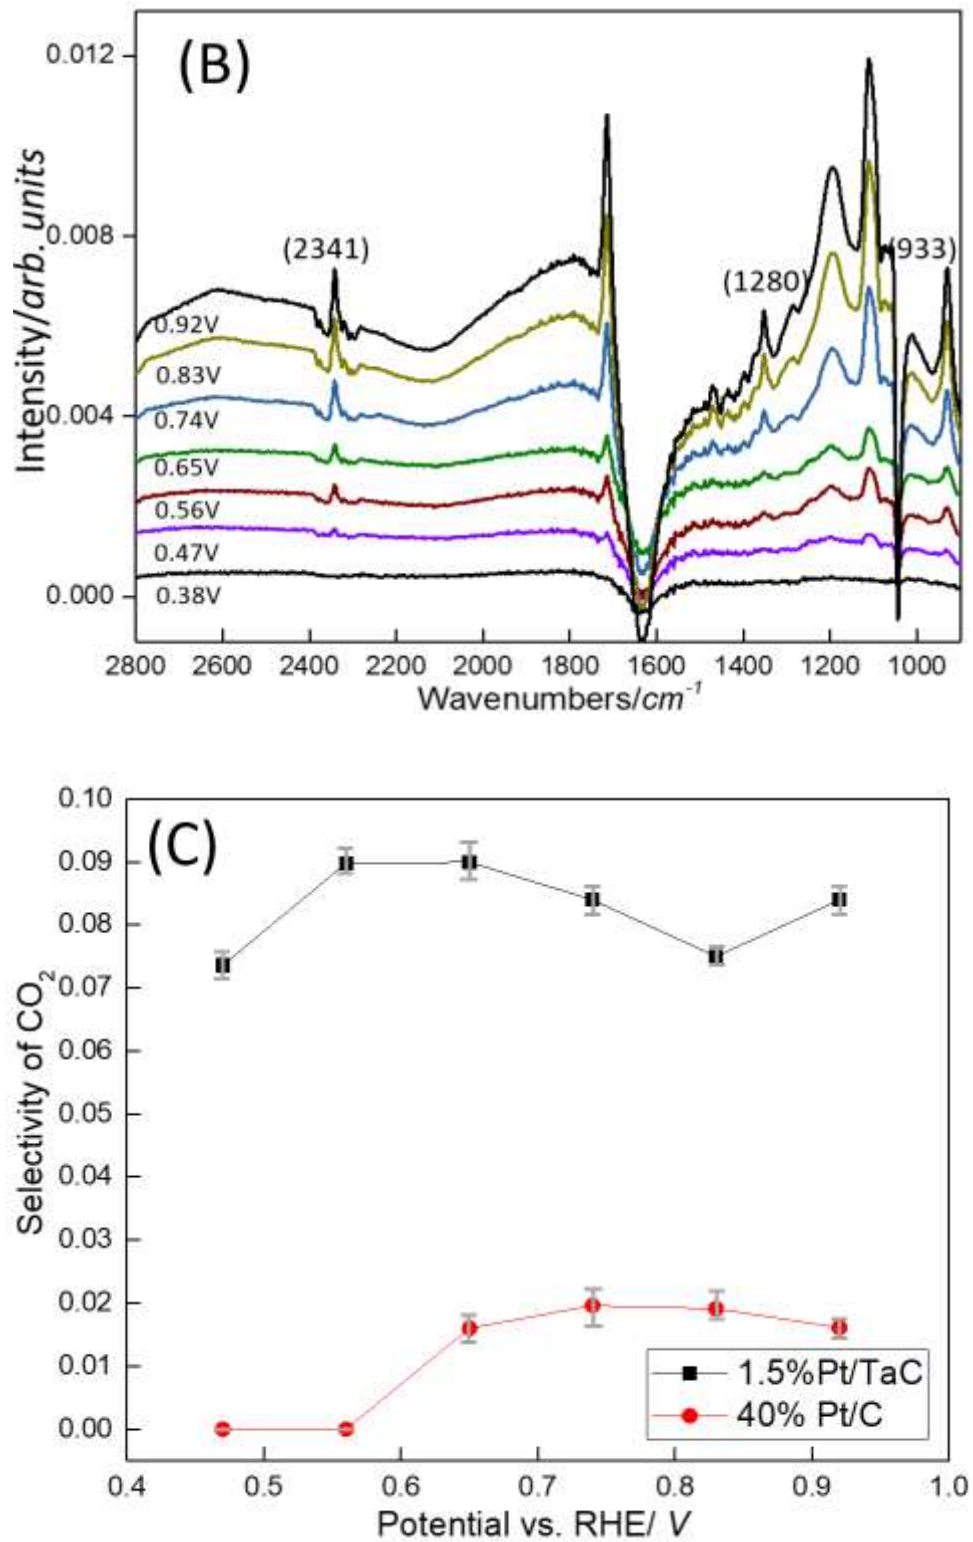 (B)
0.012
0.008
0.004
0.000
Intensity/arb. units
(2341)
(1280)
(933)
0.92V
0.83V
0.74V
0.65V
0.56V
0.47V
0.38V
2800 2600 2400 2200 2000 1800 1600 1400 1200 1000
Wavenumbers/cm⁻¹
(C)
0.10
0.09
0.08
0.07
0.06
0.05
0.04
0.03
0.02
0.01
0.00
Selectivity of CO₂
1.5%Pt/TaC
40% Pt/C
0.4 0.5 0.6 0.7 0.8 0.9 1.0
Potential vs. RHE/ V